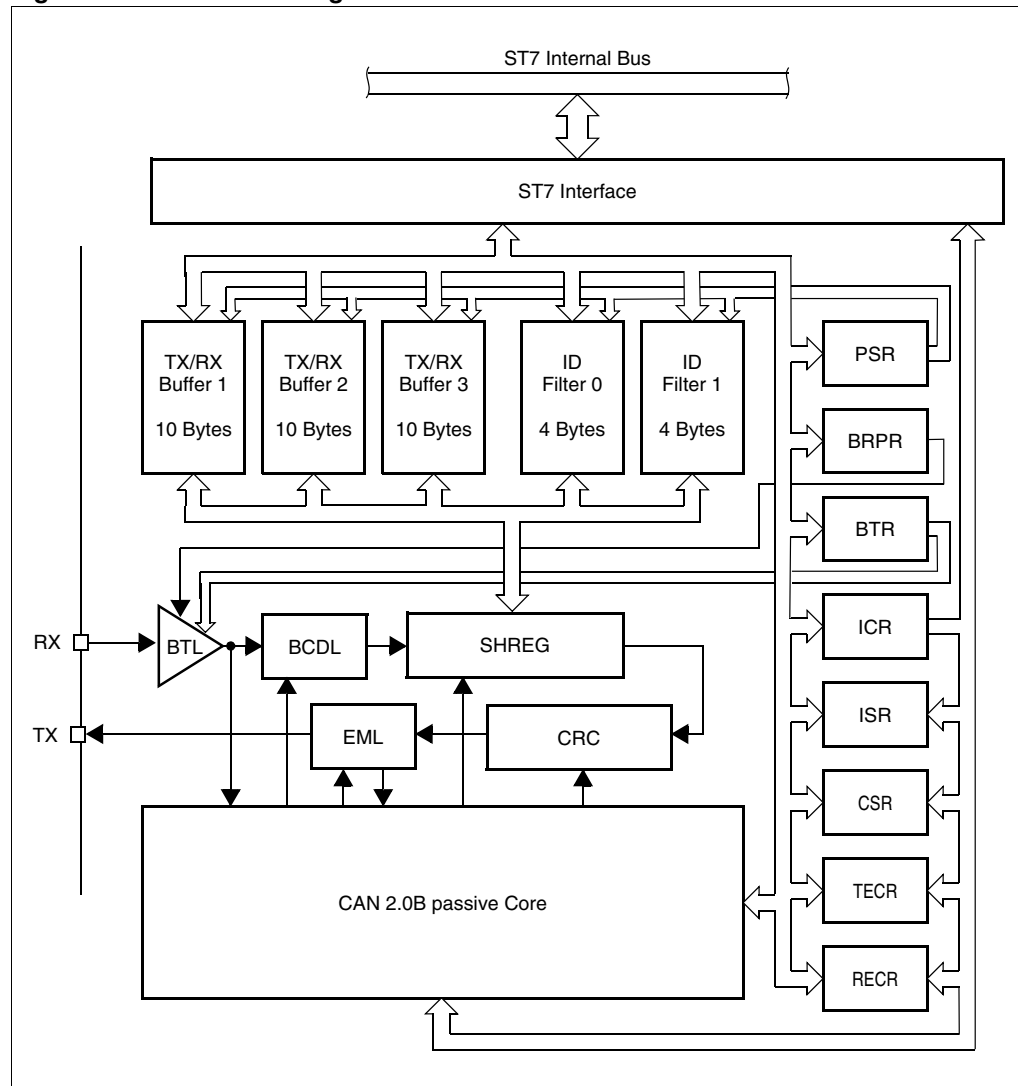 ST7 Internal Bus
ST7 Interface
TX/RX
Buffer 1
10 Bytes
TX/RX
Buffer 2
10 Bytes
TX/RX
Buffer 3
10 Bytes
ID
Filter 0
4 Bytes
ID
Filter 1
4 Bytes
PSR
BRPR
BTR
ICR
ISR
CSR
TECR
RECR
RX
BTL
BCDL
SHREG
TX
EML
CRC
CAN 2.0B passive Core